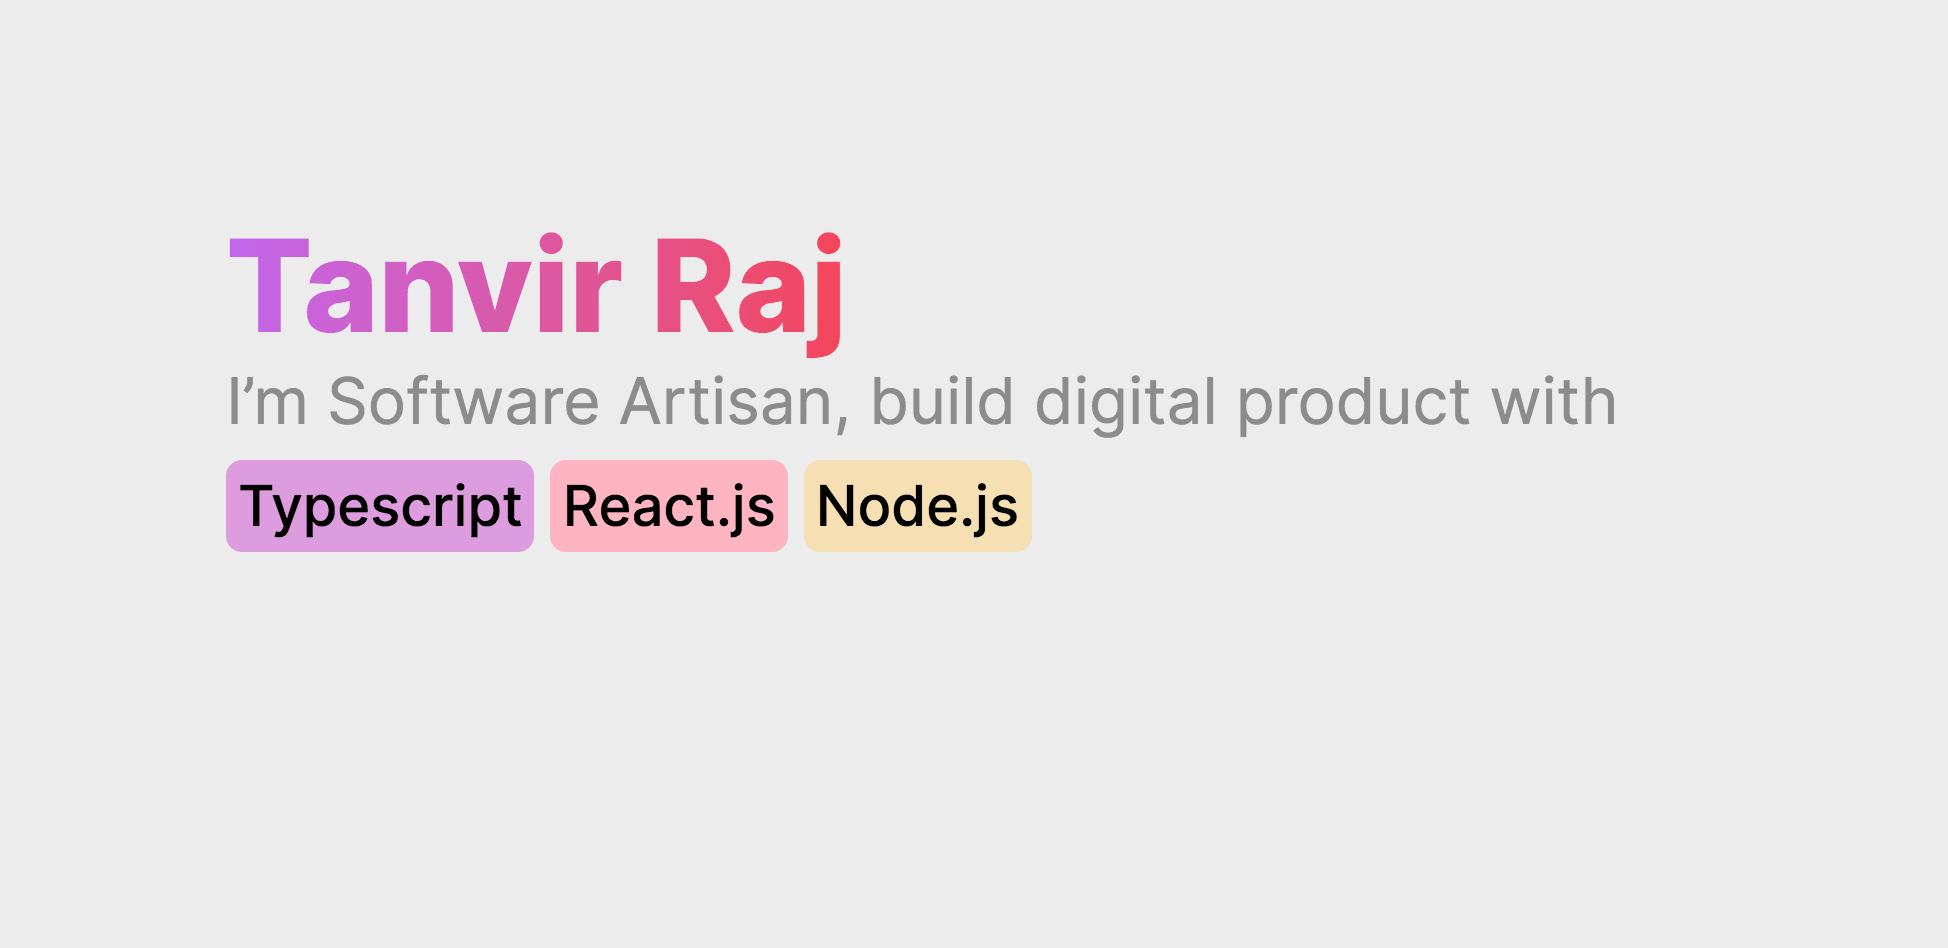 Tanvir Raj
I’m Software Artisan, build digital product with
Typescript React.js Node.js